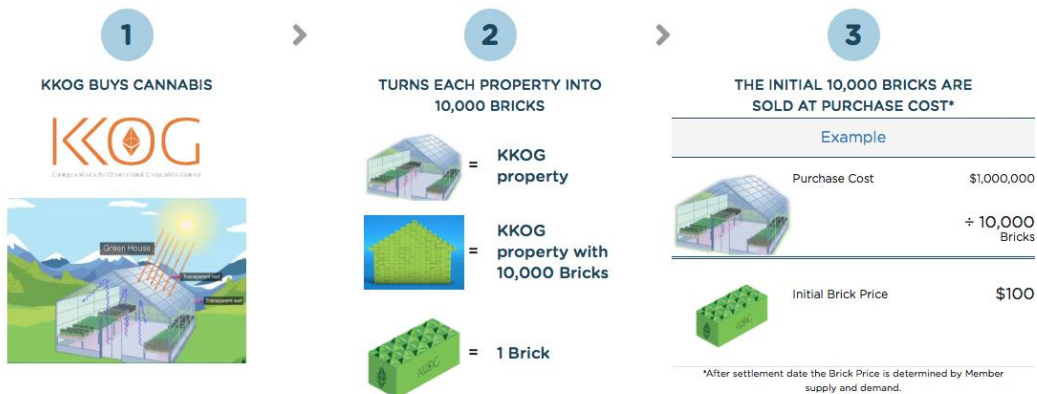 1
KKOG BUYS CANNABIS
KKOG
Green House
Transparent roof
Transparent wall
2
TURNS EACH PROPERTY INTO
10,000 BRICKS
= KKOG
property
= KKOG
property with
10,000 Bricks
KKOG
= 1 Brick
3
THE INITIAL 10,000 BRICKS ARE
SOLD AT PURCHASE COST*
Example
Purchase Cost $1,000,000
÷ 10,000
Bricks
KKOG
Initial Brick Price $100
*After settlement date the Brick Price is determined by Member
supply and demand.